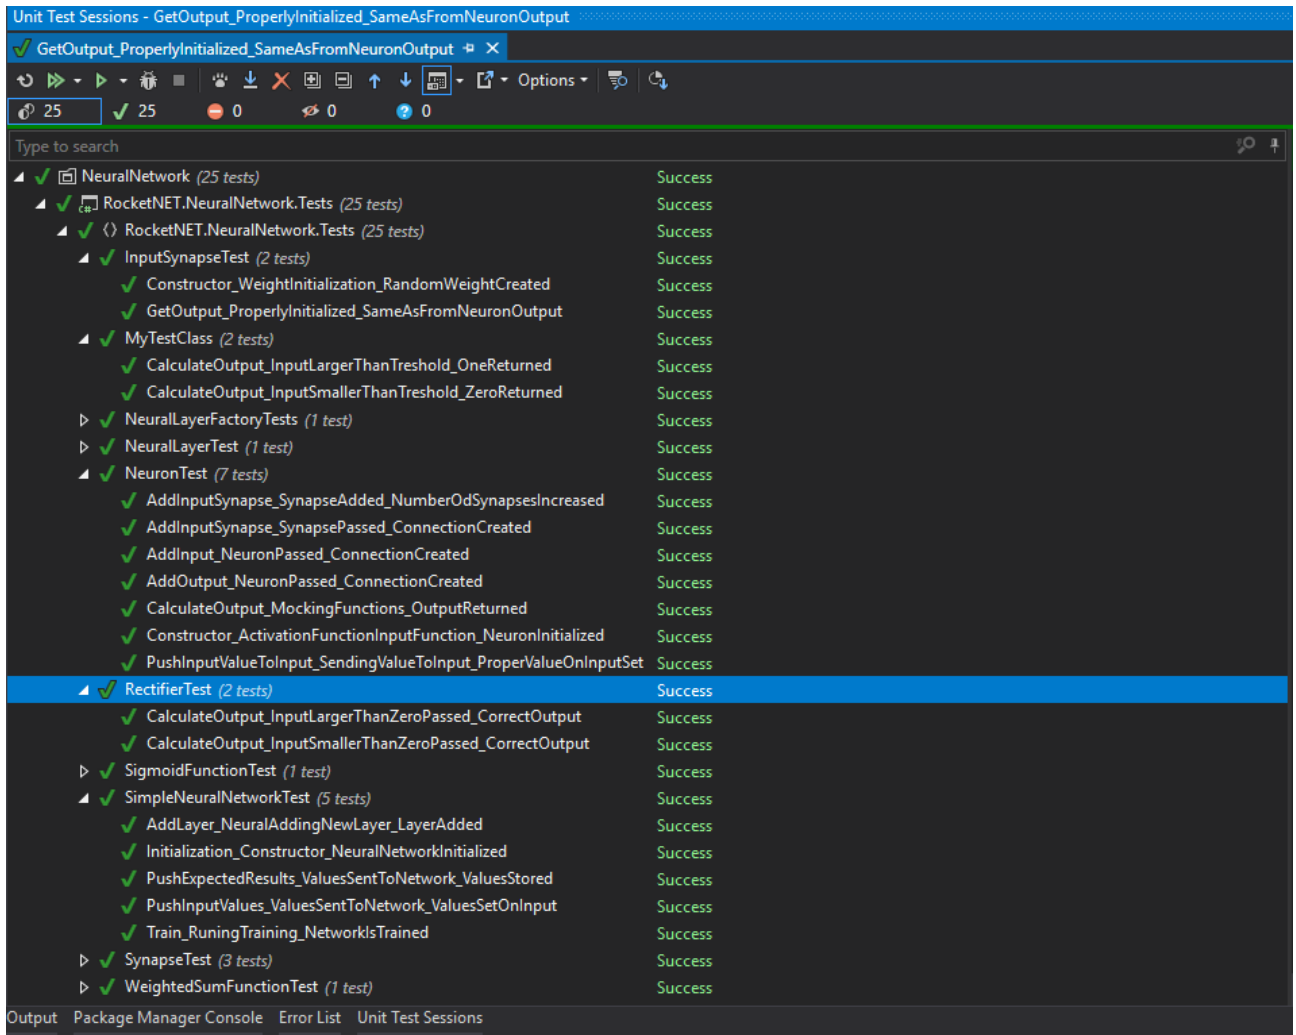 Unit Test Sessions - GetOutput_ProperlyInitialized_SameAsFromNeuronOutput
GetOutput_ProperlyInitialized_SameAsFromNeuronOutput
Options
25 25 0 0 0
Type to search
NeuralNetwork (25 tests) Success
RocketNET.NeuralNetwork.Tests (25 tests) Success
RocketNET.NeuralNetwork.Tests (25 tests) Success
InputSynapseTest (2 tests) Success
Constructor_WeightInitialization_RandomWeightCreated Success
GetOutput_ProperlyInitialized_SameAsFromNeuronOutput Success
MyTestClass (2 tests) Success
CalculateOutput_InputLargerThanTreshold_OneReturned Success
CalculateOutput_InputSmallerThanTreshold_ZeroReturned Success
NeuralLayerFactoryTests (1 test) Success
NeuralLayerTest (1 test) Success
NeuronTest (7 tests) Success
AddInputSynapse_SynapseAdded_NumberOdSynapsesIncreased Success
AddInputSynapse_SynapsePassed_ConnectionCreated Success
AddInput_NeuronPassed_ConnectionCreated Success
AddOutput_NeuronPassed_ConnectionCreated Success
CalculateOutput_MockingFunctions_OutputReturned Success
Constructor_ActivationFunctionInputFunction_NeuronInitialized Success
PushInputValueToInput_SendingValueToInput_ProperValueOnInputSet Success
RectifierTest (2 tests) Success
CalculateOutput_InputLargerThanZeroPassed_CorrectOutput Success
CalculateOutput_InputSmallerThanZeroPassed_CorrectOutput Success
SigmoidFunctionTest (1 test) Success
SimpleNeuralNetworkTest (5 tests) Success
AddLayer_NeuralAddingNewLayer_LayerAdded Success
Initialization_Constructor_NeuralNetworkInitialized Success
PushExpectedResults_ValuesSentToNetwork_ValuesStored Success
PushInputValues_ValuesSentToNetwork_ValuesSetOnInput Success
Train_RuningTraining_NetworkIsTrained Success
SynapseTest (3 tests) Success
WeightedSumFunctionTest (1 test) Success
Output Package Manager Console Error List Unit Test Sessions